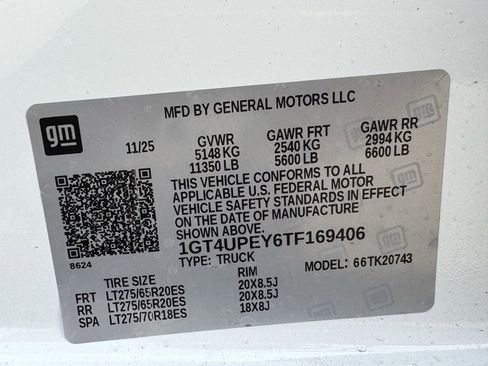 gm
MFD BY GENERAL MOTORS LLC
11/25 GVWR GAWR FRT GAWR RR
5148 KG 2540 KG 2994 KG
11350 LB 5600 LB 6600 LB
THIS VEHICLE CONFORMS TO ALL
APPLICABLE U.S. FEDERAL MOTOR
VEHICLE SAFETY STANDARDS IN EFFECT
ON THE DATE OF MANUFACTURE
SHOWN ABOVE.
1GT4UPEY6TF169406
8624
TYPE: TRUCK MODEL: 66TK20743
TIRE SIZE RIM
FRT LT275/65R20ES 20X8.5J
RR LT275/65R20ES 20X8.5J
SPA LT275/70R18ES 18X8J